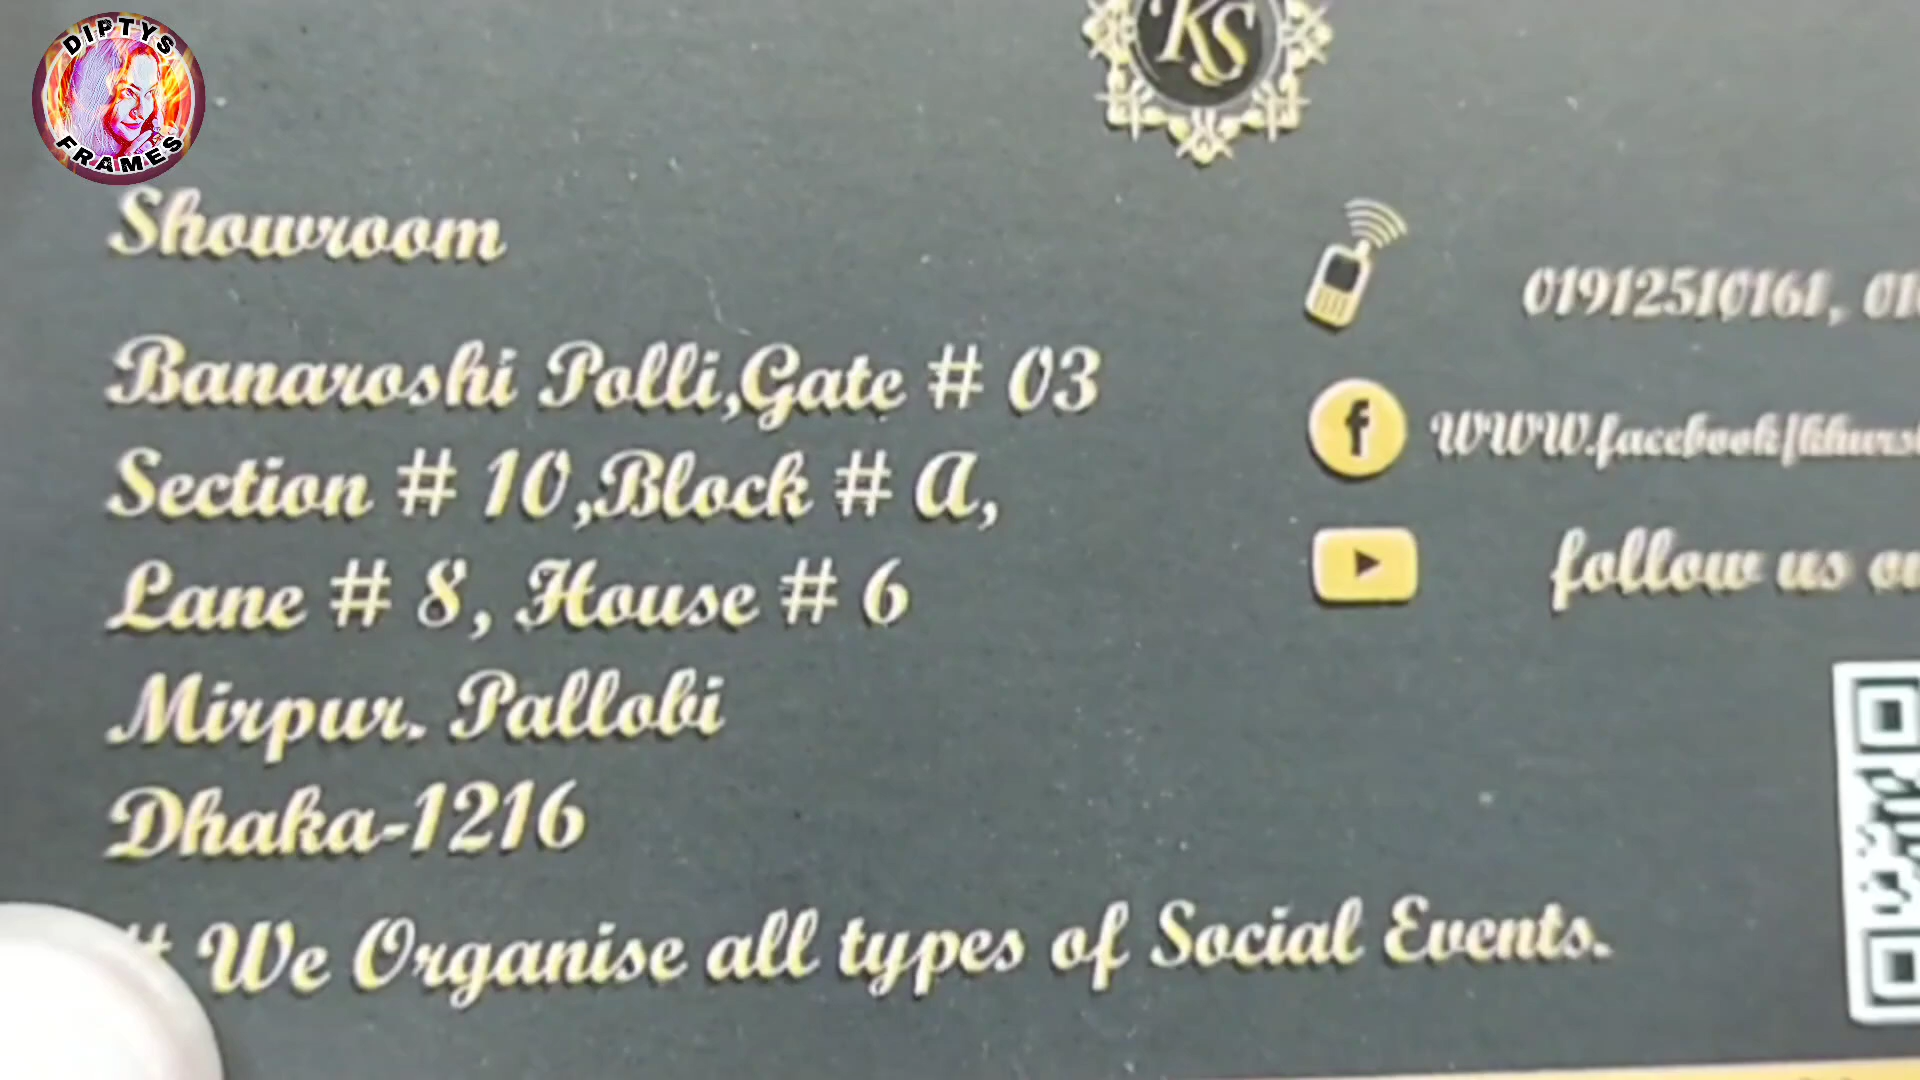 DIPTYS
FRAMES
KS
Showroom
Banaroshi Polli,Gate # 03
Section # 10,Block # A,
Lane # 8, House # 6
Mirpur. Pallobi
Dhaka-1216
# We Organise all types of Social Events.
01912510161,
follow us